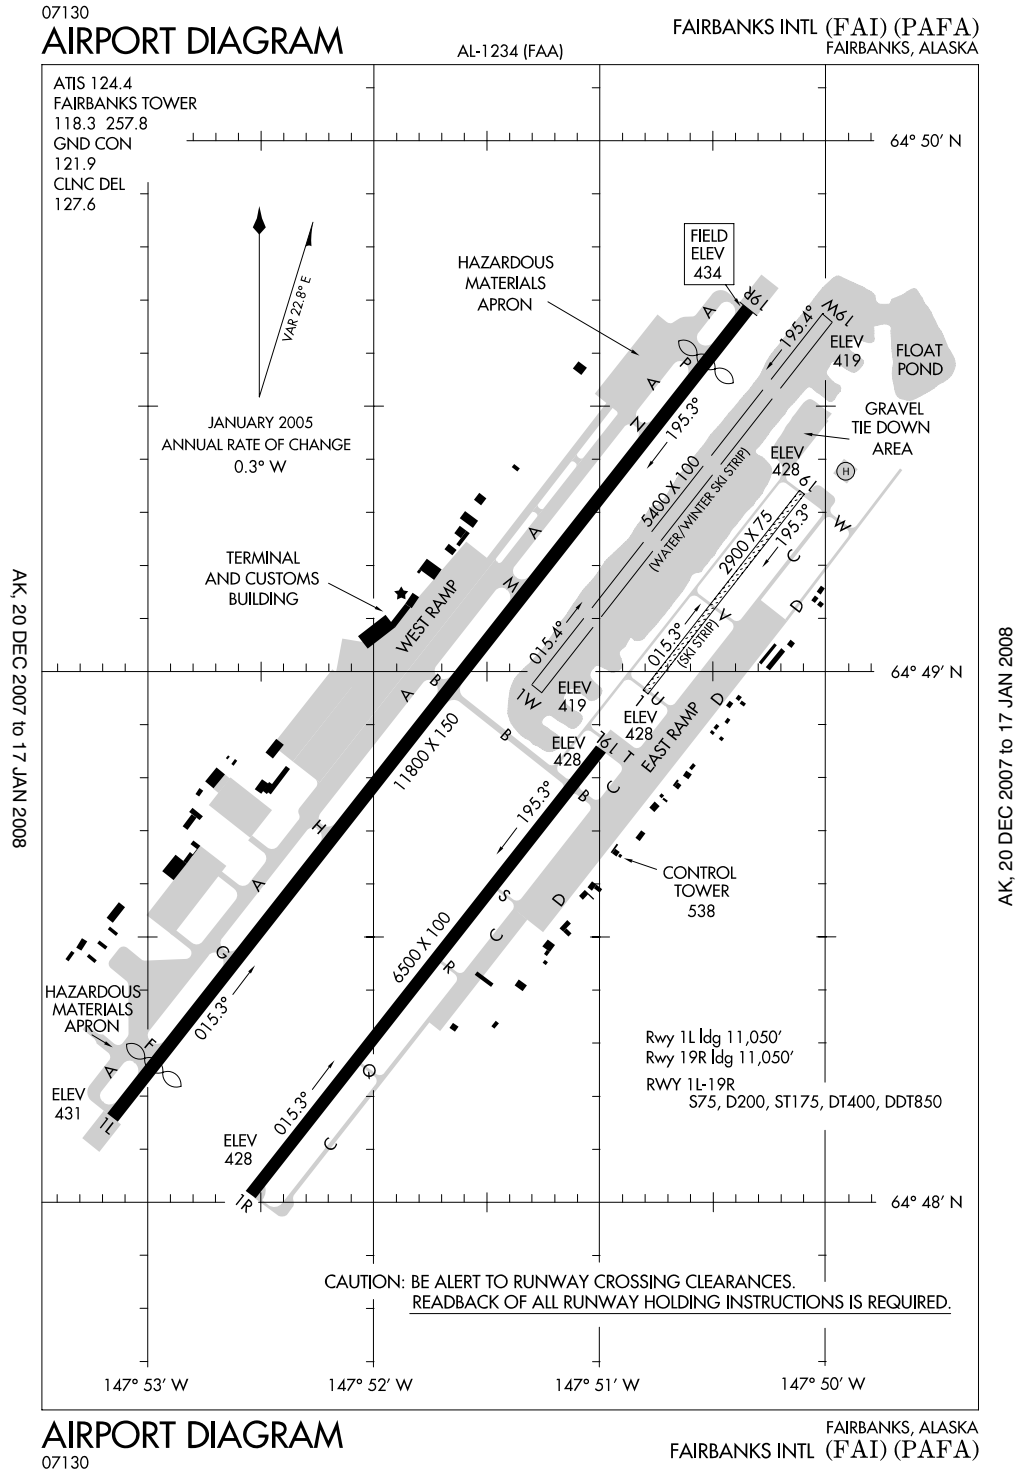 07130
AIRPORT DIAGRAM
AL-1234 (FAA)
FAIRBANKS INTL (FAI) (PAFA)
FAIRBANKS, ALASKA
ATIS 124.4
FAIRBANKS TOWER
118.3 257.8
GND CON
121.9
CLNC DEL
127.6
64° 50' N
VAR 22.8° E
JANUARY 2005
ANNUAL RATE OF CHANGE
0.3° W
HAZARDOUS
MATERIALS
APRON
FIELD
ELEV
434
19R
A
P
A
N
195.3°
19W
195.4°
ELEV
419
FLOAT
POND
GRAVEL
TIE DOWN
AREA
ELEV
428
19
H
W
5400 X 100
(WATER/WINTER SKI STRIP)
2900 X 75
195.3°
C
D
A
M
TERMINAL
AND CUSTOMS
BUILDING
WEST RAMP
015.4°
015.3°
(SKI STRIP)
V
64° 49' N
A
B
1W
ELEV
419
1
U
ELEV
428
D
EAST RAMP
B
ELEV
428
19L
T
11800 X 150
195.3°
B
C
H
A
CONTROL
TOWER
538
S
D
C
6500 X 100
R
G
HAZARDOUS
MATERIALS
APRON
015.3°
F
A
ELEV
431
1L
Rwy 1L ldg 11,050'
Rwy 19R ldg 11,050'
RWY 1L-19R
S75, D200, ST175, DT400, DDT850
Q
015.3°
C
ELEV
428
1R
64° 48' N
CAUTION: BE ALERT TO RUNWAY CROSSING CLEARANCES.
READBACK OF ALL RUNWAY HOLDING INSTRUCTIONS IS REQUIRED.
147° 53' W
147° 52' W
147° 51' W
147° 50' W
AK, 20 DEC 2007 to 17 JAN 2008
AK, 20 DEC 2007 to 17 JAN 2008
AIRPORT DIAGRAM
07130
FAIRBANKS, ALASKA
FAIRBANKS INTL (FAI) (PAFA)